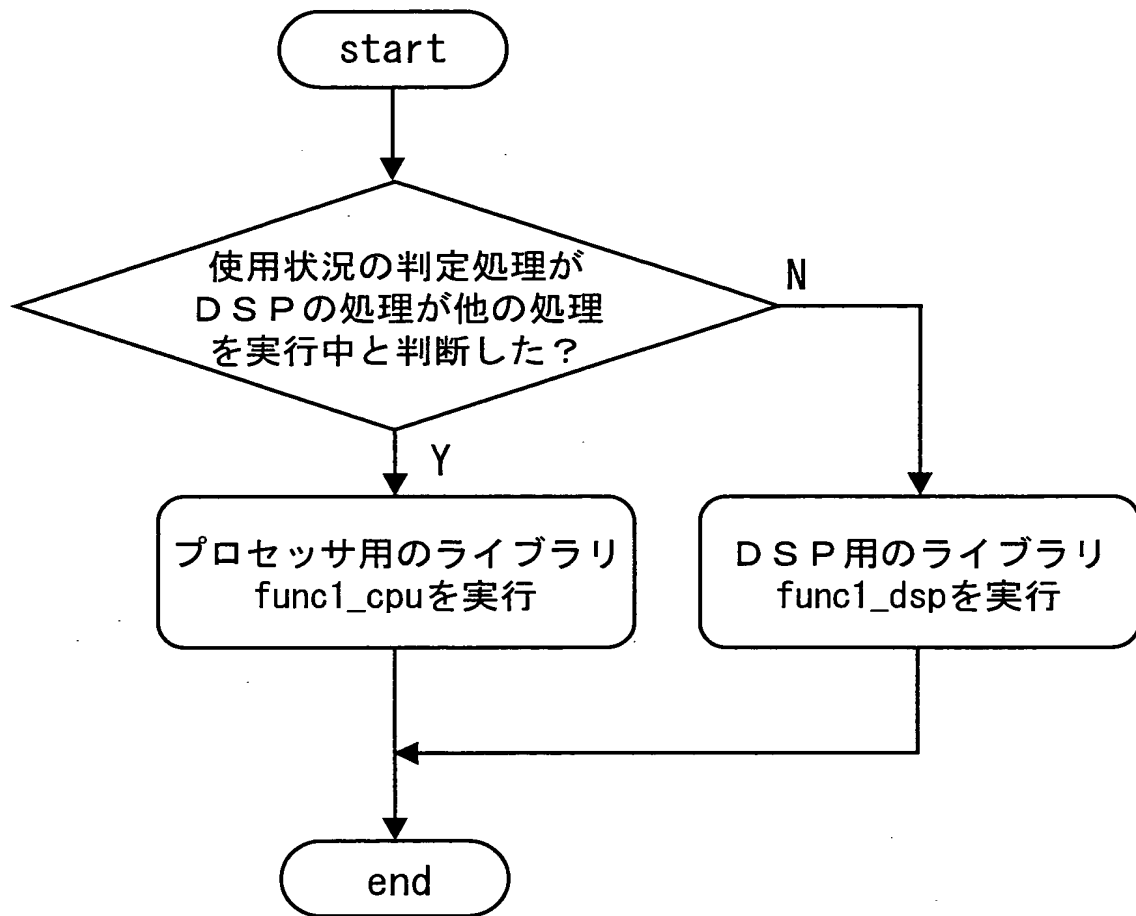 start
使用状況の判定処理が
ＤＳＰの処理が他の処理
を実行中と判断した？
N
Y
プロセッサ用のライブラリ
func1_cpuを実行
ＤＳＰ用のライブラリ
func1_dspを実行
end